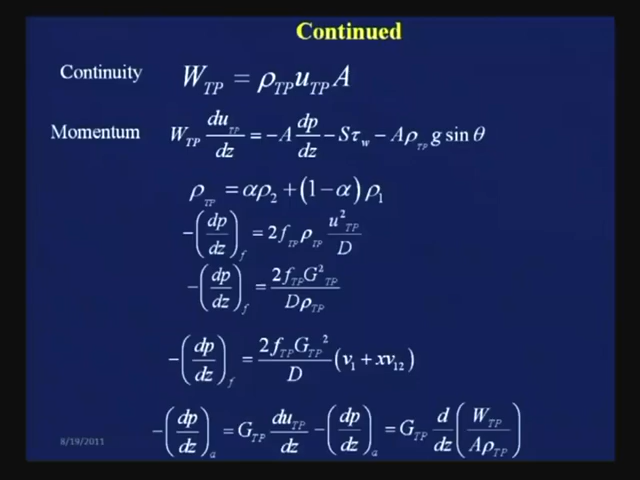 Continued
Continuity W_TP = ρ_TP u_TP A
Momentum W_TP du_TP/dz = −A dp/dz − Sτ_w − Aρ_TP g sin θ
ρ_TP = αρ_2 + (1−α) ρ_1
−(dp/dz)_f = 2f_TP ρ_TP u²_TP/D
−(dp/dz)_f = 2f_TP G²_TP/Dρ_TP
−(dp/dz)_f = 2f_TP G_TP²/D (v_1 + xv_12)
−(dp/dz)_a = G_TP du_TP/dz −(dp/dz)_a = G_TP d/dz (W_TP/Aρ_TP)
8/19/2011